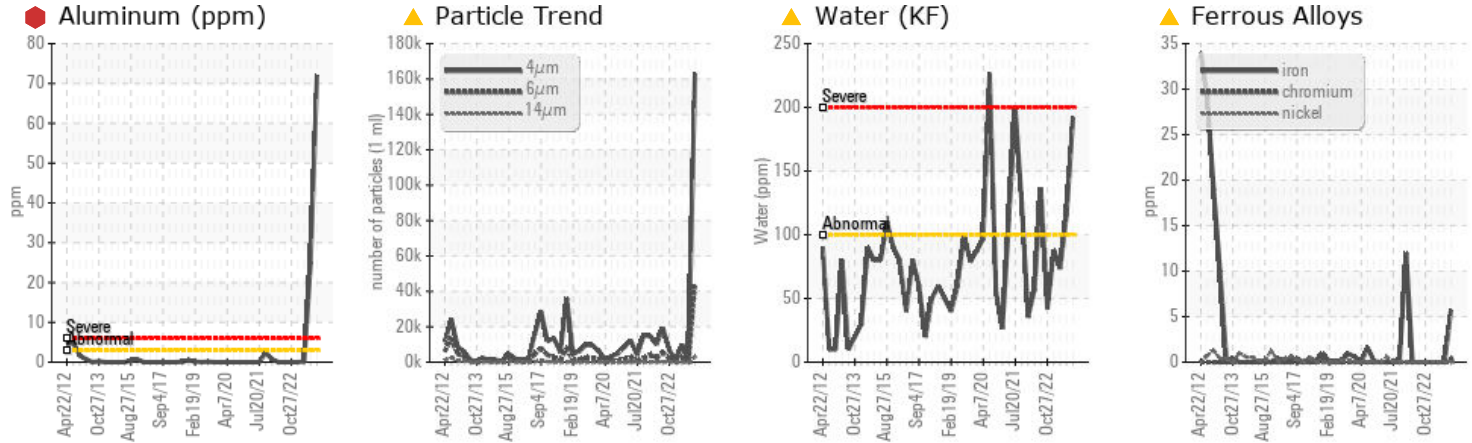 Aluminum (ppm)
80
70
60
50
40
30
20
10
0
ppm
Severe
Abnormal
Apr22/12
Oct27/13
Aug27/15
Sep4/17
Feb19/19
Apr7/20
Jul20/21
Oct27/22
Particle Trend
180k
160k
140k
120k
100k
80k
60k
40k
20k
0k
number of particles (1 ml)
4μm
6μm
14μm
Apr22/12
Oct27/13
Aug27/15
Sep4/17
Feb19/19
Apr7/20
Jul20/21
Oct27/22
Water (KF)
250
200
150
100
50
0
Water (ppm)
Severe
Abnormal
Apr22/12
Oct27/13
Aug27/15
Sep4/17
Feb19/19
Apr7/20
Jul20/21
Oct27/22
Ferrous Alloys
35
30
25
20
15
10
5
0
ppm
iron
chromium
nickel
Apr22/12
Oct27/13
Aug27/15
Sep4/17
Feb19/19
Apr7/20
Jul20/21
Oct27/22